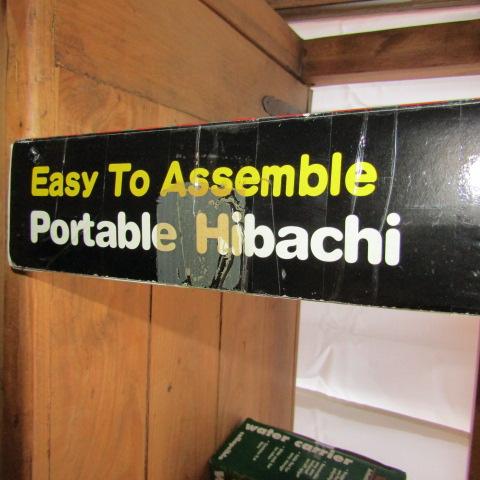 Easy To Assemble
Portable Hibachi
water carrier